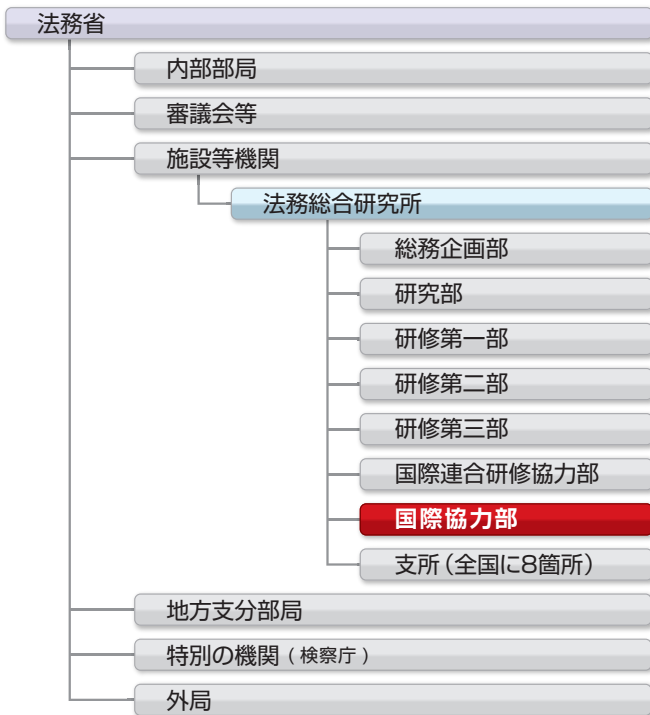 法務省
内部部局
審議会等
施設等機関
法務総合研究所
総務企画部
研究部
研修第一部
研修第二部
研修第三部
国際連合研修協力部
国際協力部
支所（全国に8箇所）
地方支分部局
特別の機関（検察庁）
外局